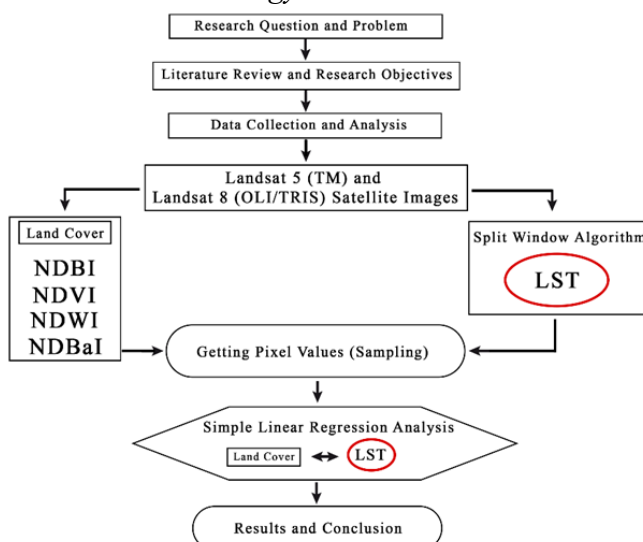 gy
Research Question and Problem
Literature Review and Research Objectives
Data Collection and Analysis
Landsat 5 (TM) and
Landsat 8 (OLI/TRIS) Satellite Images
Land Cover
NDBI
NDVI
NDWI
NDBaI
Split Window Algorithm
LST
Getting Pixel Values (Sampling)
Simple Linear Regression Analysis
Land Cover
LST
Results and Conclusion